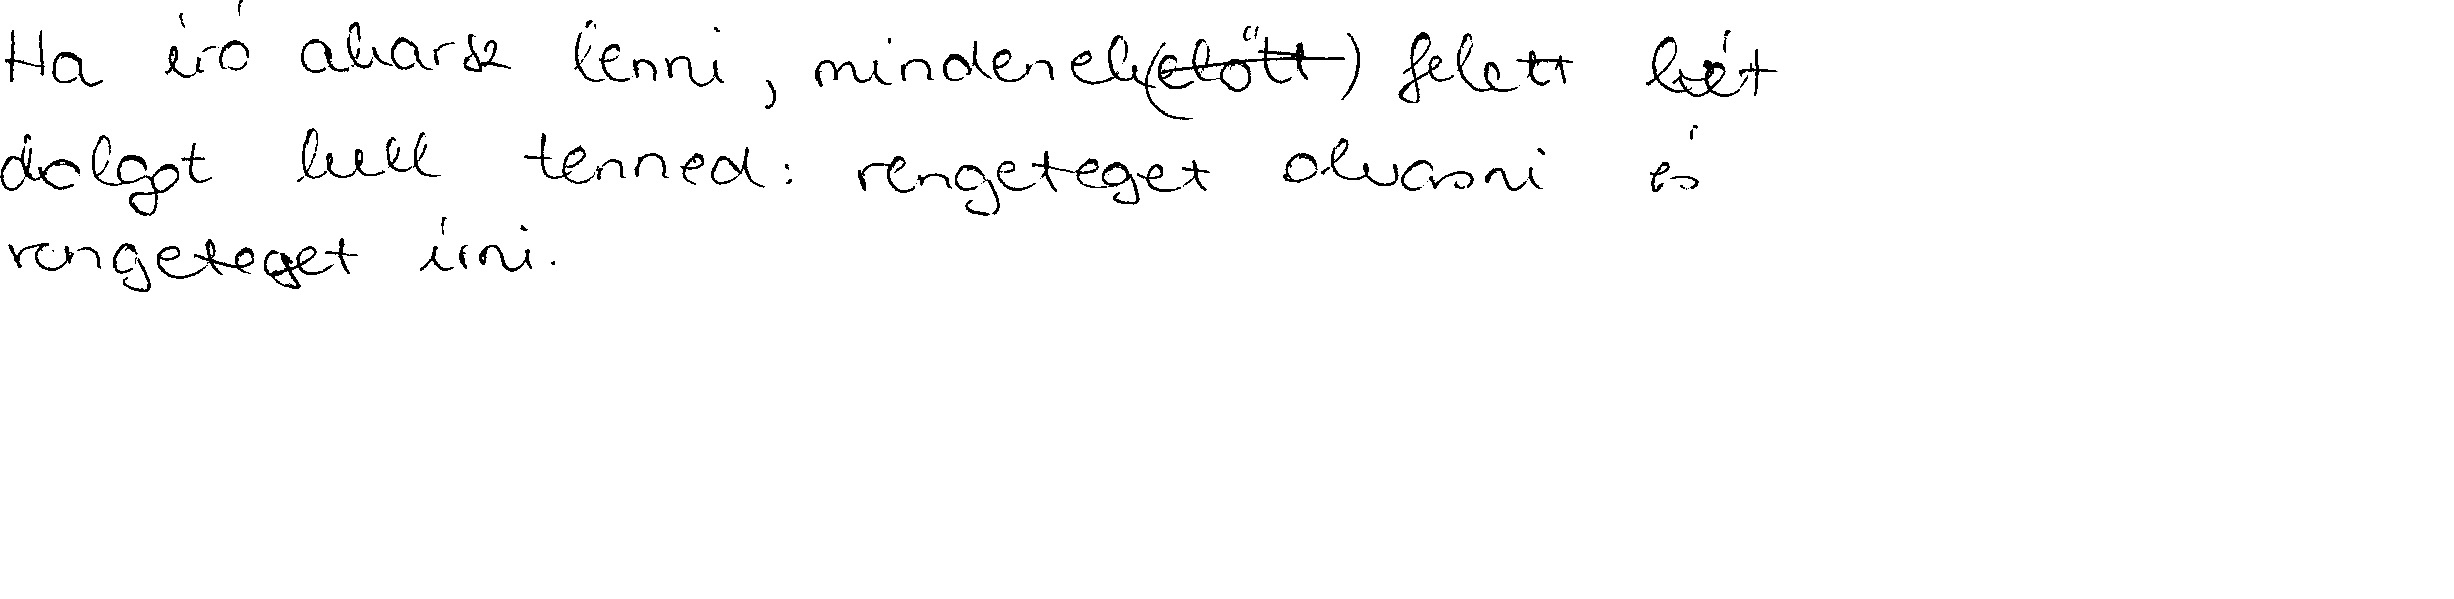 Ha író akarsz lenni, mindenek(előtt) felett két
dolgot kell tenned: rengeteget olvasni és
rengeteget írni.